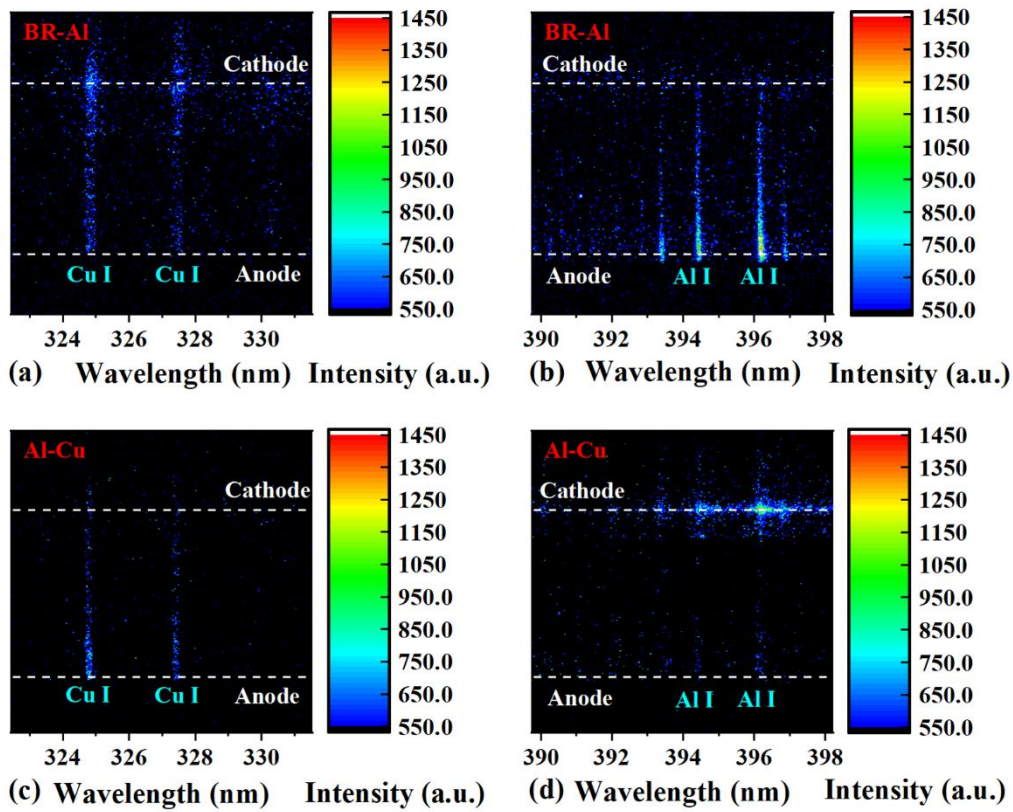 BR-Al
Cathode
Cu I Cu I Anode
324 326 328 330
1450
1350
1250
1150
1050
950.0
850.0
750.0
650.0
550.0
(a) Wavelength (nm) Intensity (a.u.)
BR-Al
Cathode
Anode Al I Al I
390 392 394 396 398
1450
1350
1250
1150
1050
950.0
850.0
750.0
650.0
550.0
(b) Wavelength (nm) Intensity (a.u.)
Al-Cu
Cathode
Cu I Cu I Anode
324 326 328 330
1450
1350
1250
1150
1050
950.0
850.0
750.0
650.0
550.0
(c) Wavelength (nm) Intensity (a.u.)
Al-Cu
Cathode
Anode Al I Al I
390 392 394 396 398
1450
1350
1250
1150
1050
950.0
850.0
750.0
650.0
550.0
(d) Wavelength (nm) Intensity (a.u.)